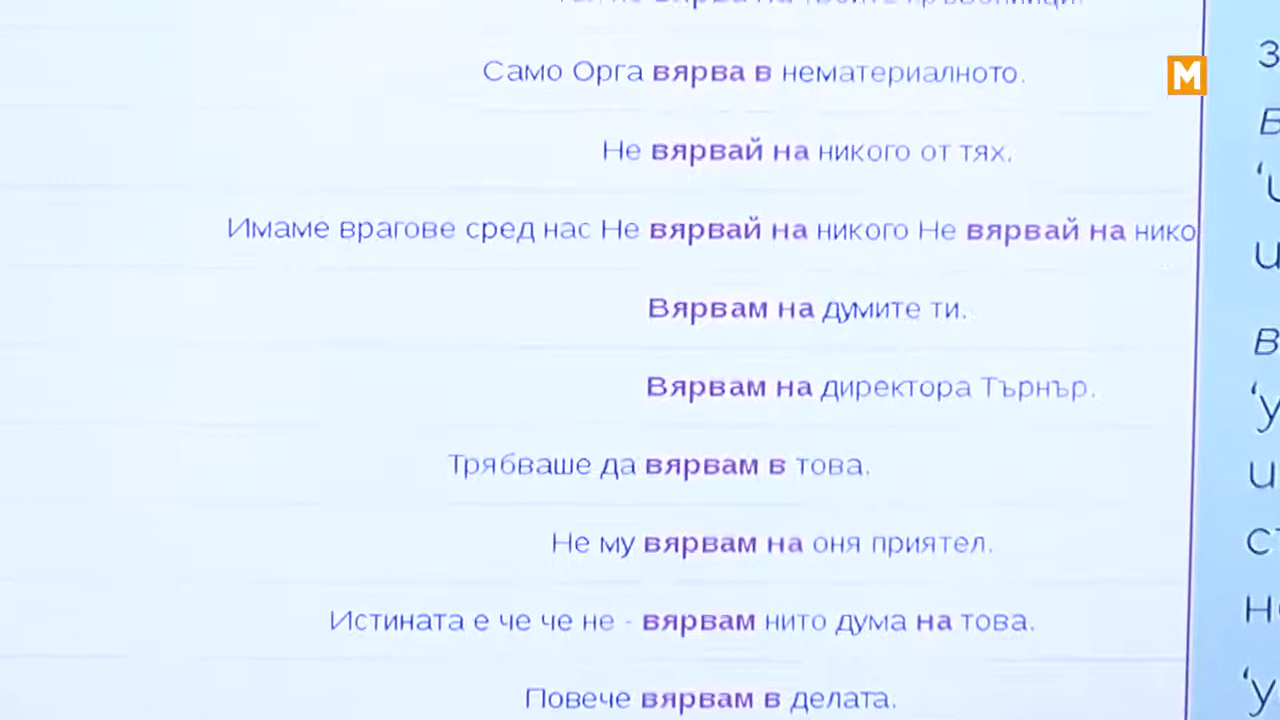 Само Орга вярва в нематериалното.
Не вярвай на никого от тях.
Имаме врагове сред нас Не вярвай на никого Не вярвай на нико
Вярвам на думите ти.
Вярвам на директора Търнър.
Трябваше да вярвам в това.
Не му вярвам на оня приятел.
Истината е че че не - вярвам нито дума на това.
Повече вярвам в делата.
M